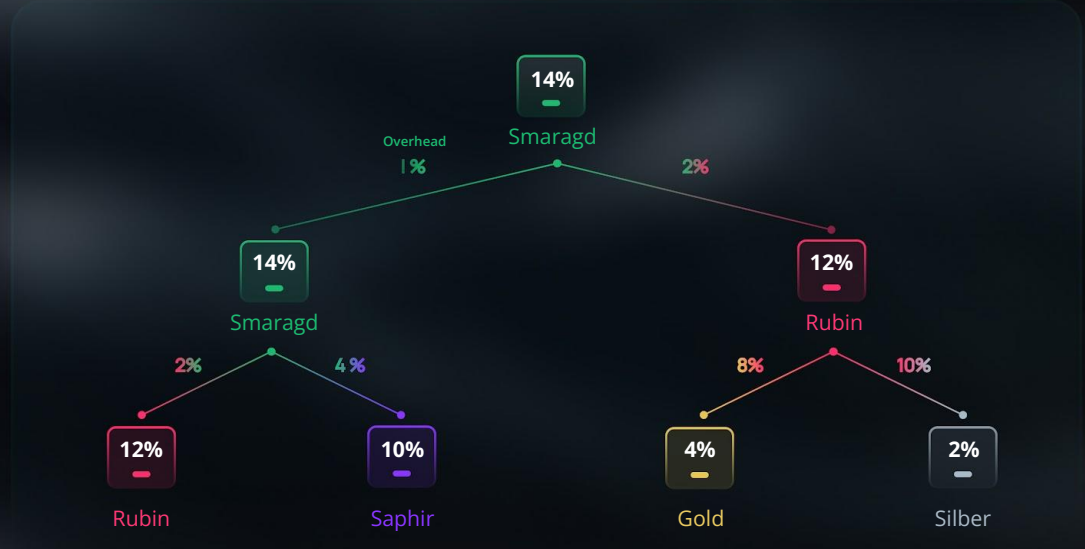 14%
Smaragd
Overhead
1%
2%
14%
Smaragd
12%
Rubin
2%
4%
8%
10%
12%
Rubin
10%
Saphir
4%
Gold
2%
Silber